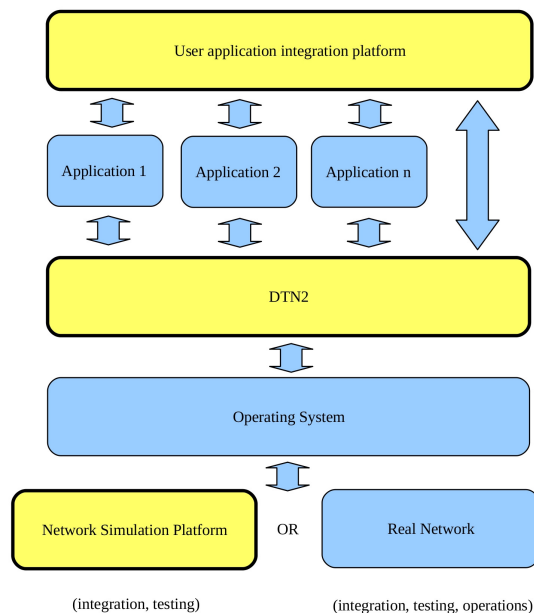 User application integration platform
Application 1
Application 2
Application n
DTN2
Operating System
Network Simulation Platform
OR
Real Network
(integration, testing)
(integration, testing, operations)